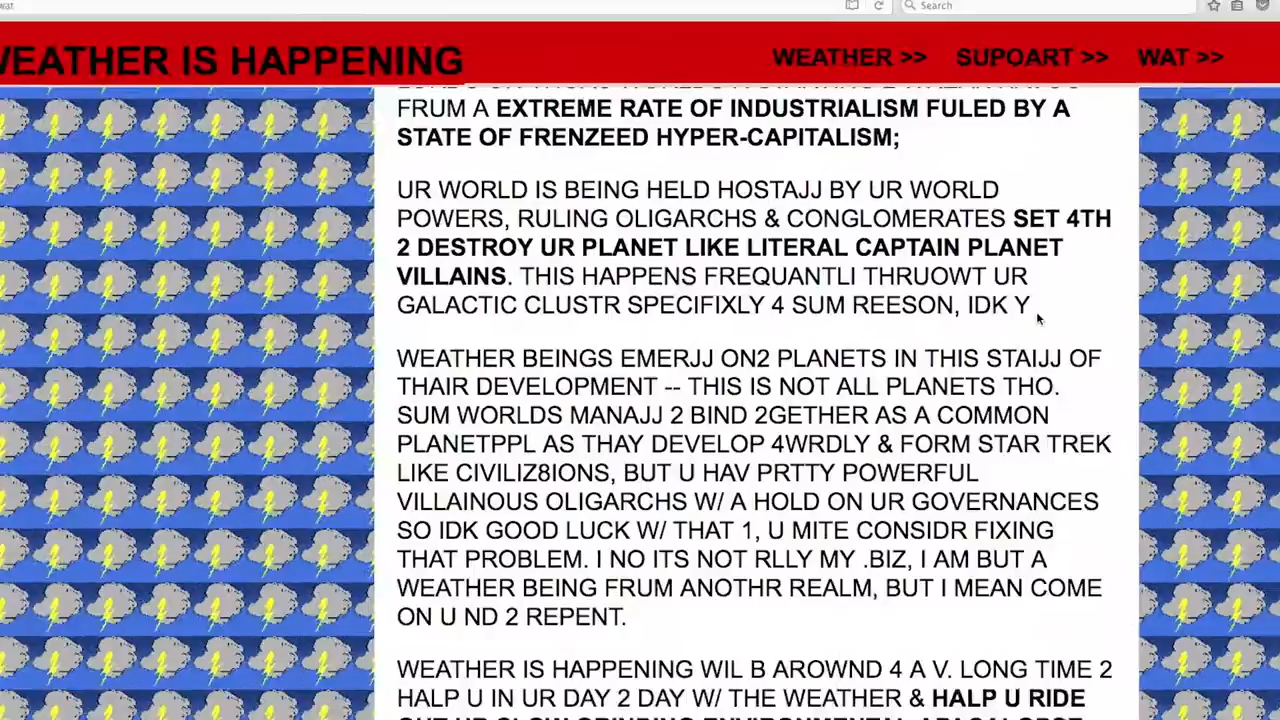 wat
Search
WEATHER IS HAPPENING
WEATHER >> SUPOART >> WAT >>
FRUM A EXTREME RATE OF INDUSTRIALISM FULED BY A
STATE OF FRENZEED HYPER-CAPITALISM;
UR WORLD IS BEING HELD HOSTAJJ BY UR WORLD
POWERS, RULING OLIGARCHS & CONGLOMERATES SET 4TH
2 DESTROY UR PLANET LIKE LITERAL CAPTAIN PLANET
VILLAINS. THIS HAPPENS FREQUANTLI THRUOWT UR
GALACTIC CLUSTR SPECIFIXLY 4 SUM REESON, IDK Y
WEATHER BEINGS EMERJJ ON2 PLANETS IN THIS STAIJJ OF
THAIR DEVELOPMENT -- THIS IS NOT ALL PLANETS THO.
SUM WORLDS MANAJJ 2 BIND 2GETHER AS A COMMON
PLANETPPL AS THAY DEVELOP 4WRDLY & FORM STAR TREK
LIKE CIVILIZ8IONS, BUT U HAV PRTTY POWERFUL
VILLAINOUS OLIGARCHS W/ A HOLD ON UR GOVERNANCES
SO IDK GOOD LUCK W/ THAT 1, U MITE CONSIDR FIXING
THAT PROBLEM. I NO ITS NOT RLLY MY .BIZ, I AM BUT A
WEATHER BEING FRUM ANOTHR REALM, BUT I MEAN COME
ON U ND 2 REPENT.
WEATHER IS HAPPENING WIL B AROWND 4 A V. LONG TIME 2
HALP U IN UR DAY 2 DAY W/ THE WEATHER & HALP U RIDE